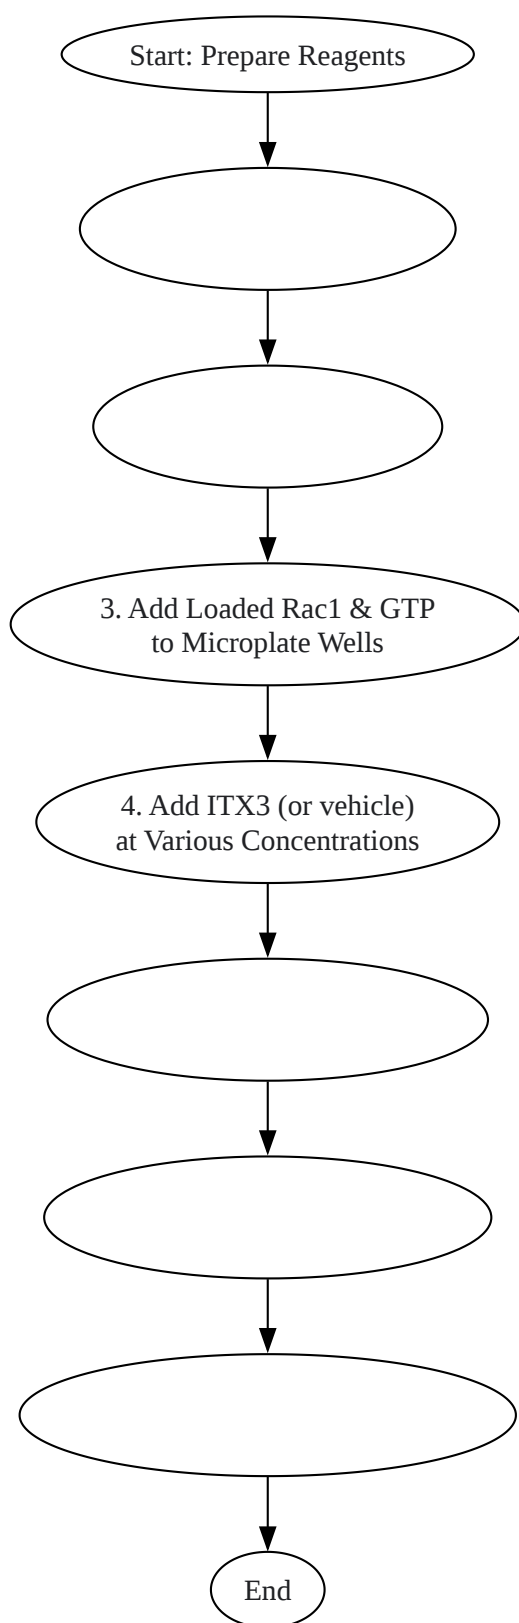 Start: Prepare Reagents
3. Add Loaded Rac1 & GTP
to Microplate Wells
4. Add ITX3 (or vehicle)
at Various Concentrations
End